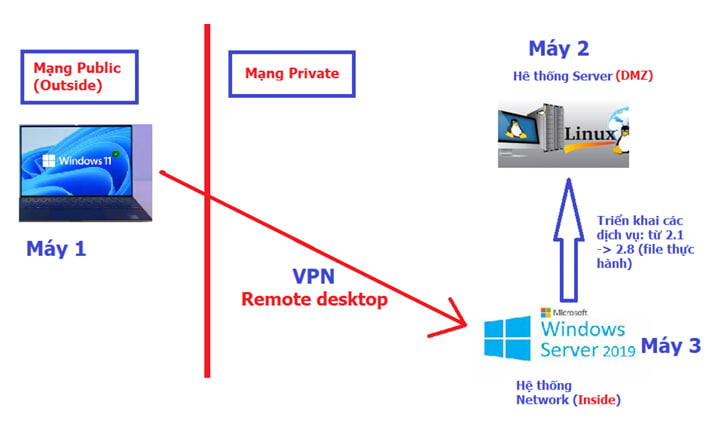 Máy 2
Hệ thống Server (DMZ)
Mạng Public
(Outside)
Mạng Private
Windows 11
Linux
Máy 1
Triển khai các
dịch vụ: từ 2.1
-> 2.8 (file thực
hành)
VPN
Remote desktop
Microsoft
Windows
Server 2019
Máy 3
Hệ thống
Network (Inside)